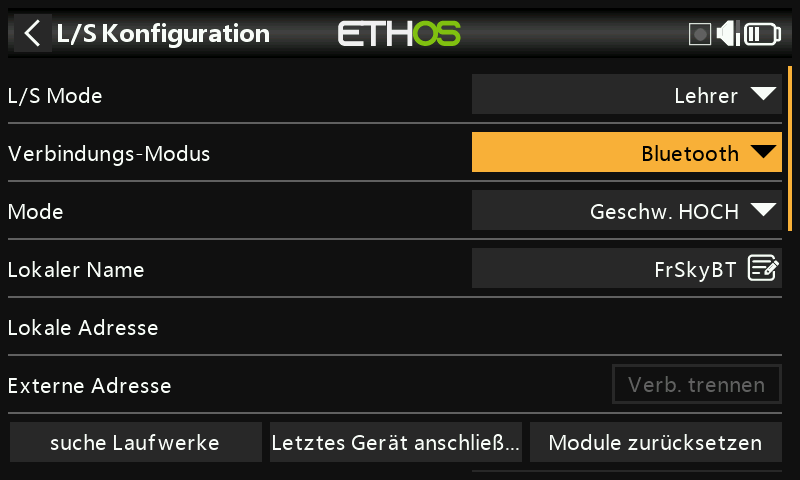 L/S Konfiguration
ETHOS
L/S Mode
Lehrer
Verbindungs-Modus
Bluetooth
Mode
Geschw. HOCH
Lokaler Name
FrSkyBT
Lokale Adresse
Externe Adresse
Verb. trennen
suche Laufwerke
Letztes Gerät anschließ...
Module zurücksetzen